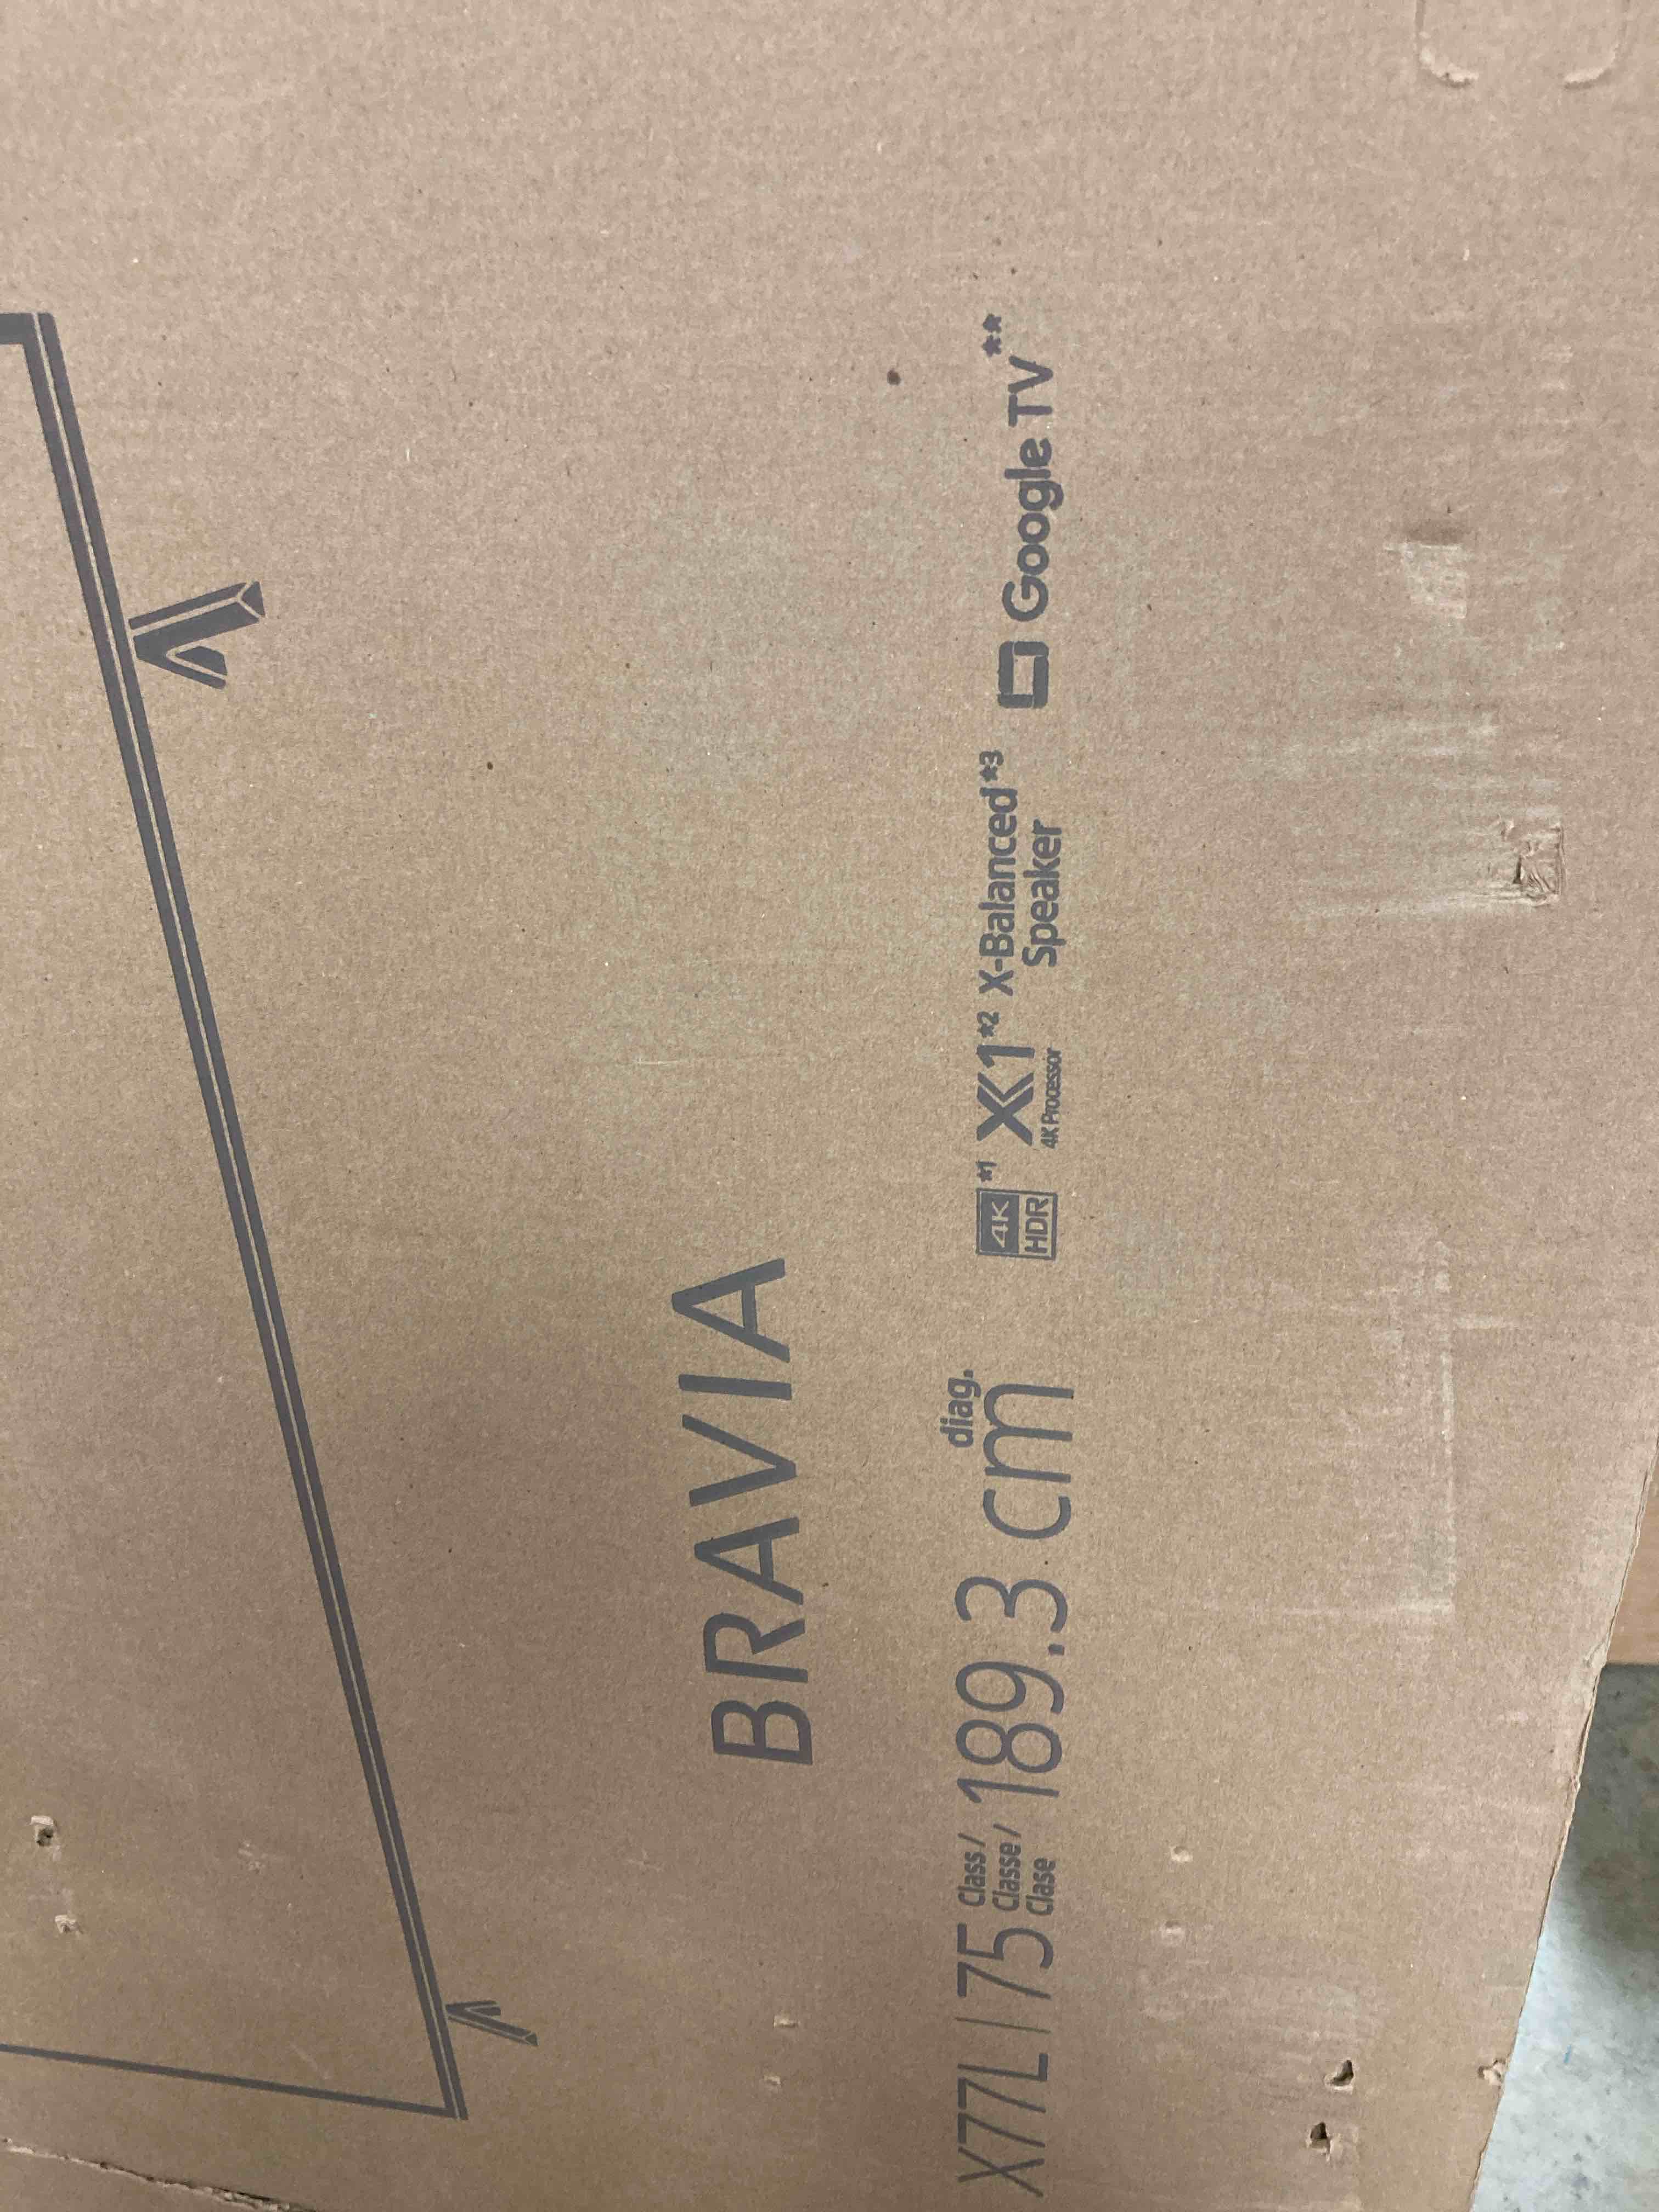 BRAVIA
X77L | 75 Class / Classe / Clase 189.3 cm diag.
4K HDR *1 X1 *2 4K Processor X-Balanced *3 Speaker Google TV **